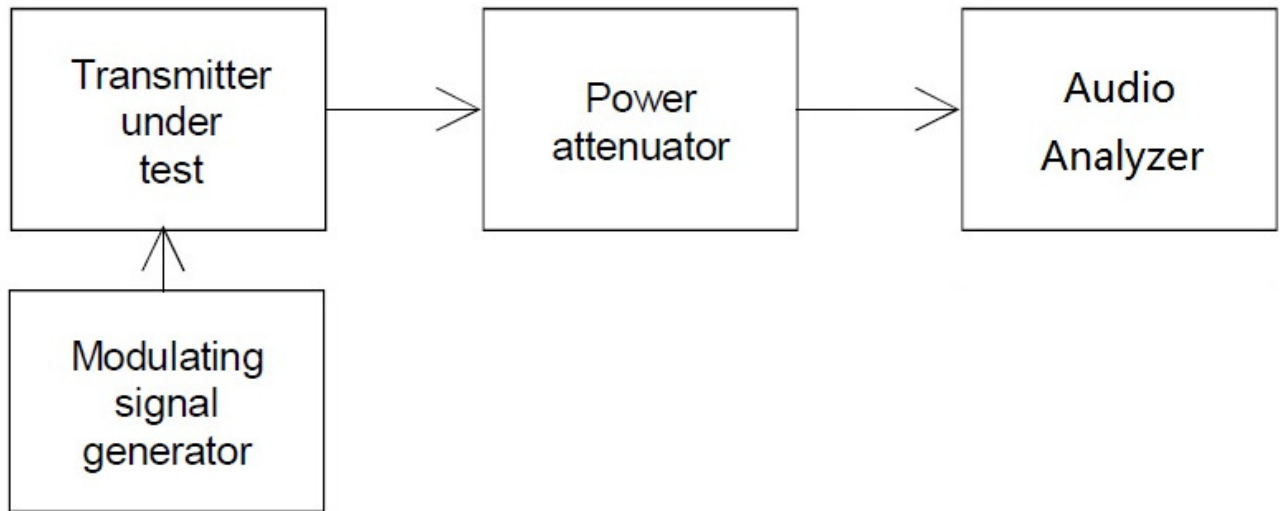 Transmitter
under
test
Power
attenuator
Audio
Analyzer
Modulating
signal
generator